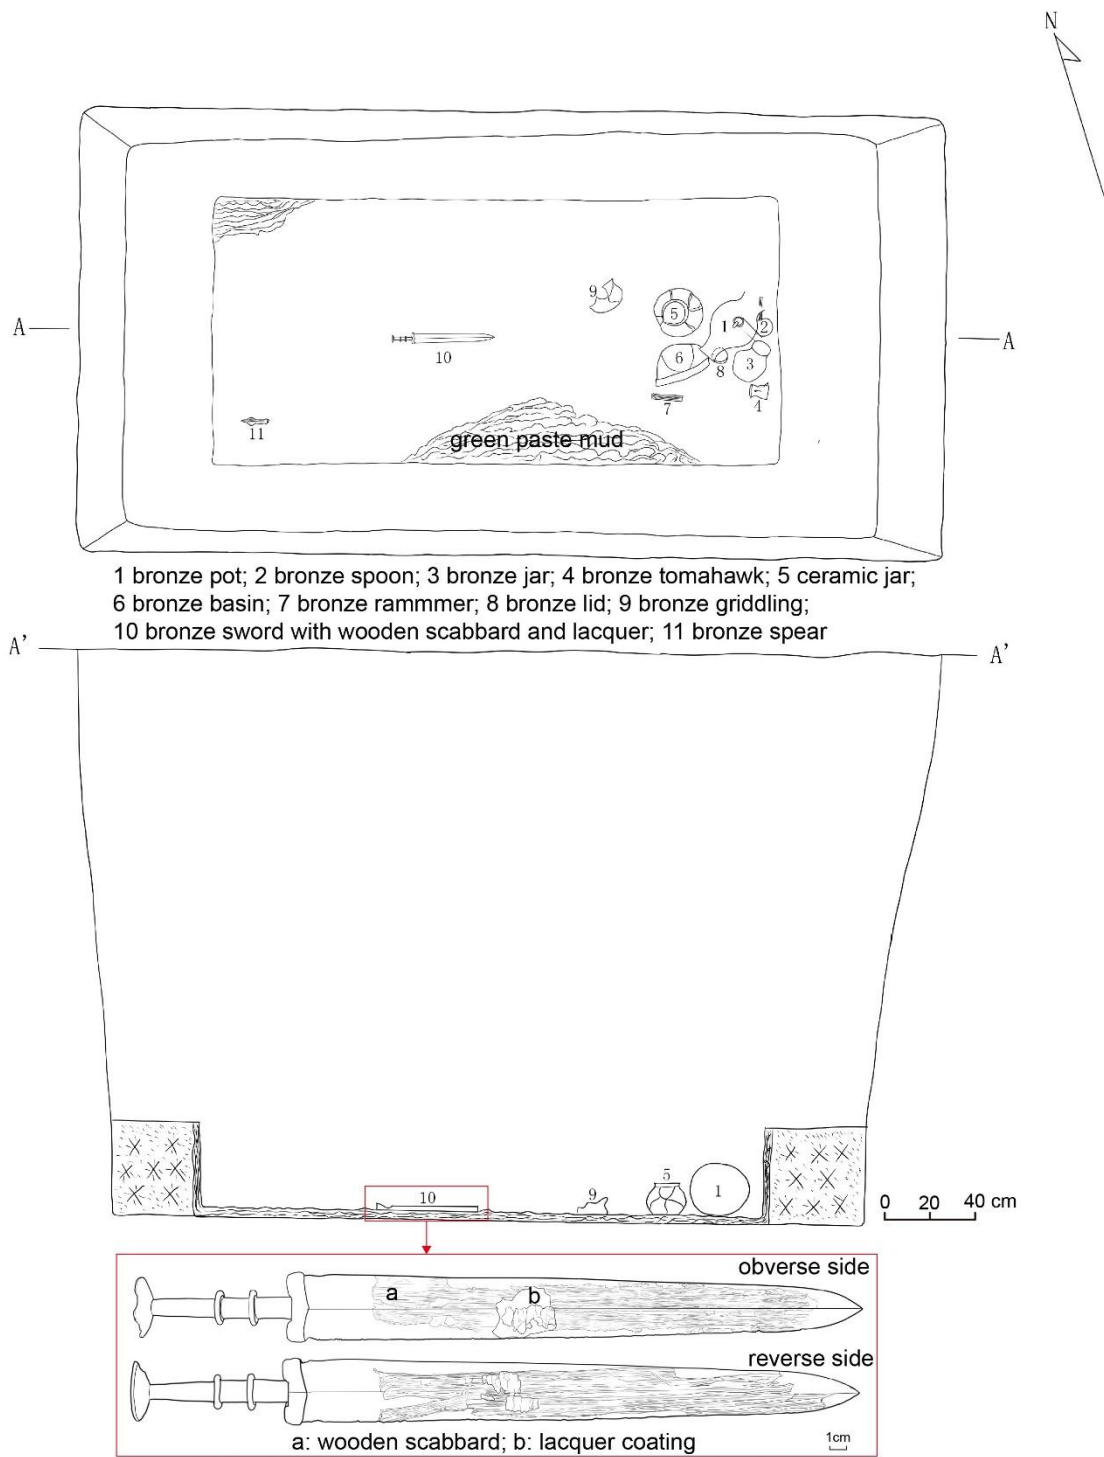 N
A
A
9
5
1
2
10
6
8
3
7
4
11
green paste mud
1 bronze pot; 2 bronze spoon; 3 bronze jar; 4 bronze tomahawk; 5 ceramic jar;
6 bronze basin; 7 bronze rammmer; 8 bronze lid; 9 bronze griddling;
10 bronze sword with wooden scabbard and lacquer; 11 bronze spear
A'
A'
10
9
5
1
0 20 40 cm
obverse side
a
b
reverse side
a: wooden scabbard; b: lacquer coating
1cm